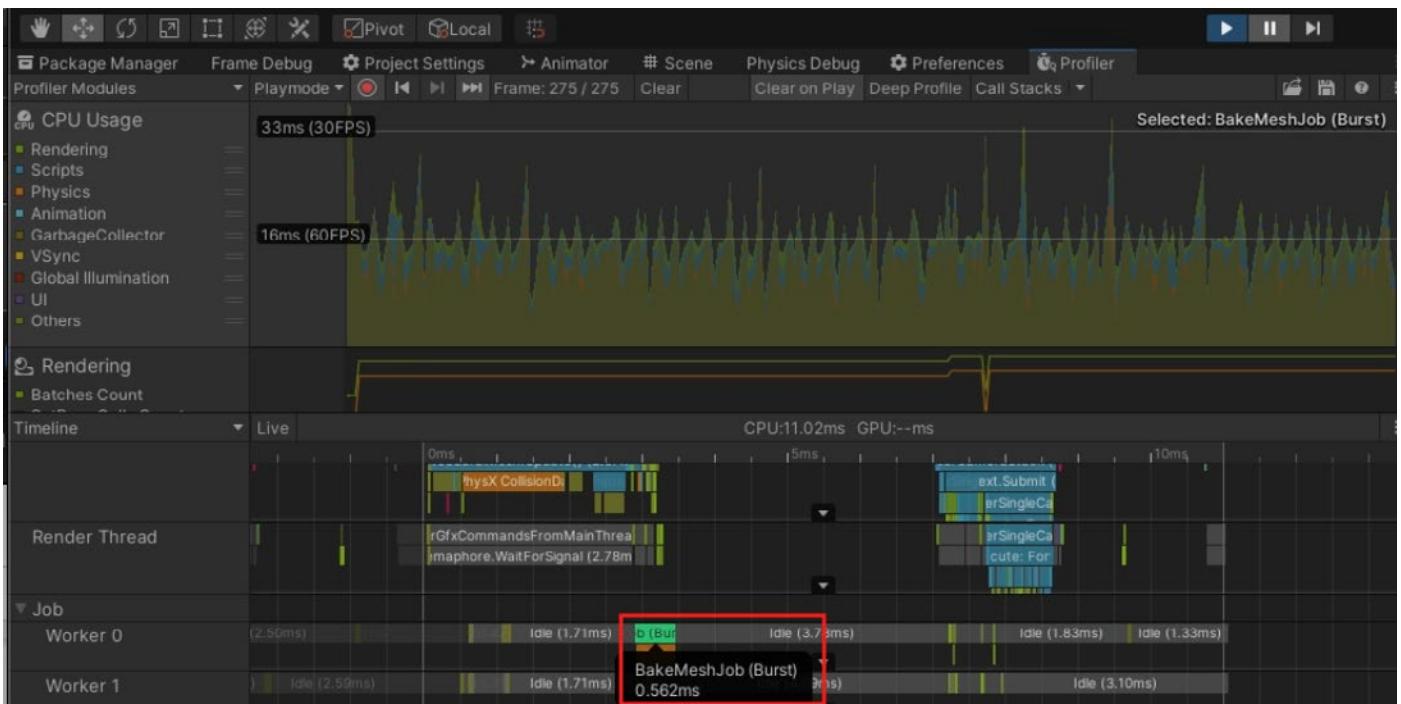 Pivot Local
Package Manager Frame Debug Project Settings Animator Scene Physics Debug Preferences Profiler
Profiler Modules Playmode Frame: 275 / 275 Clear Clear on Play Deep Profile Call Stacks
CPU Usage
33ms (30FPS)
Selected: BakeMeshJob (Burst)
Rendering
Scripts
Physics
Animation
GarbageCollector
16ms (60FPS)
VSync
Global Illumination
UI
Others
Rendering
Batches Count
Timeline Live CPU:11.02ms GPU:--ms
0ms 5ms 10ms
hysX CollisionD
ext.Submit (
erSingleCa
Render Thread
rGfxCommandsFromMainThrea
erSingleCa
maphore.WaitForSignal (2.78m
cute: For
Job
Worker 0 (2.50ms) Idle (1.71ms) b (Bur Idle (3.7 ms) Idle (1.83ms) Idle (1.33ms)
BakeMeshJob (Burst)
0.562ms
Worker 1 Idle (2.59ms) Idle (1.71ms) 9ms) Idle (3.10ms)